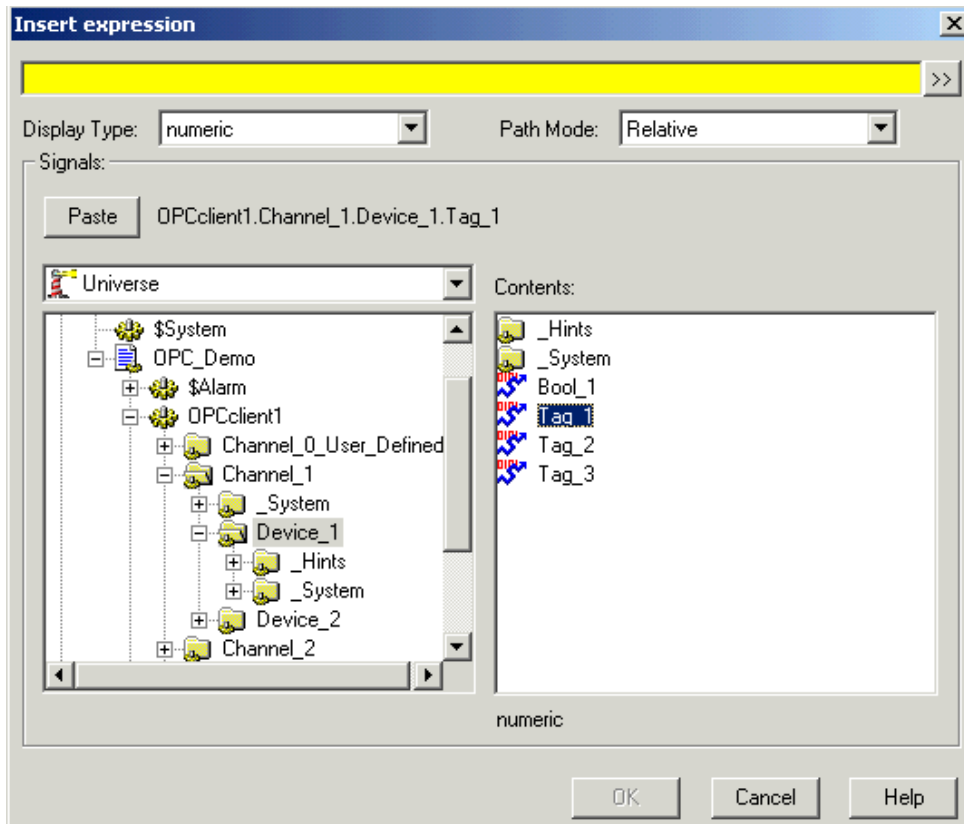 Insert expression
>>
Display Type: numeric Path Mode: Relative
Signals:
Paste OPCclient1.Channel_1.Device_1.Tag_1
Universe
Contents:
$System
OPC_Demo
$Alarm
OPCclient1
Channel_0_User_Defined
Channel_1
_System
Device_1
_Hints
_System
Device_2
Channel_2
_Hints
_System
Bool_1
Tag_1
Tag_2
Tag_3
numeric
OK Cancel Help